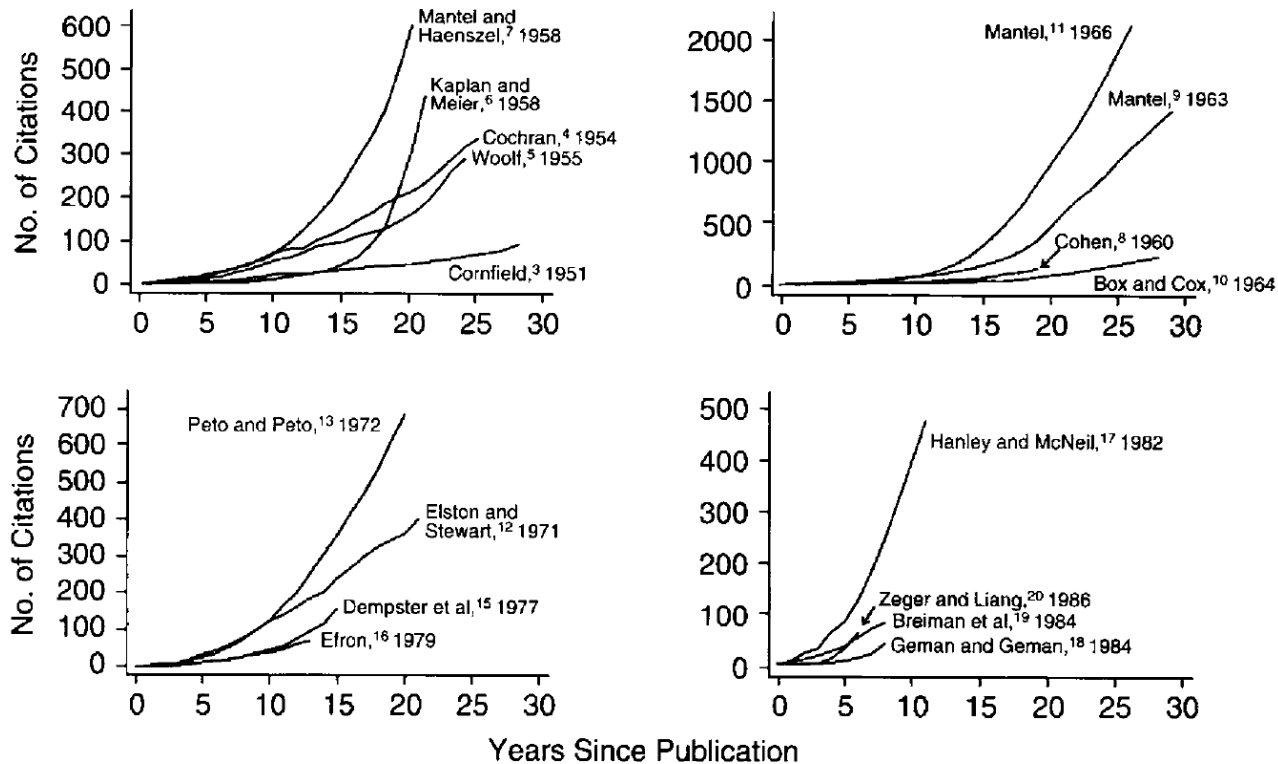 No. of Citations
600
500
400
300
200
100
0
Mantel and
Haenszel,7 1958
Kaplan and
Meier,6 1958
Cochran,4 1954
Woolf,5 1955
Cornfield,3 1951
0 5 10 15 20 25 30
2000
1500
1000
500
0
Mantel,11 1966
Mantel,9 1963
Cohen,8 1960
Box and Cox,10 1964
0 5 10 15 20 25 30
No. of Citations
700
600
500
400
300
200
100
0
Peto and Peto,13 1972
Elston and
Stewart,12 1971
Dempster et al,15 1977
Efron,16 1979
0 5 10 15 20 25 30
500
400
300
200
100
0
Hanley and McNeil,17 1982
Zeger and Liang,20 1986
Breiman et al,19 1984
Geman and Geman,18 1984
0 5 10 15 20 25 30
Years Since Publication